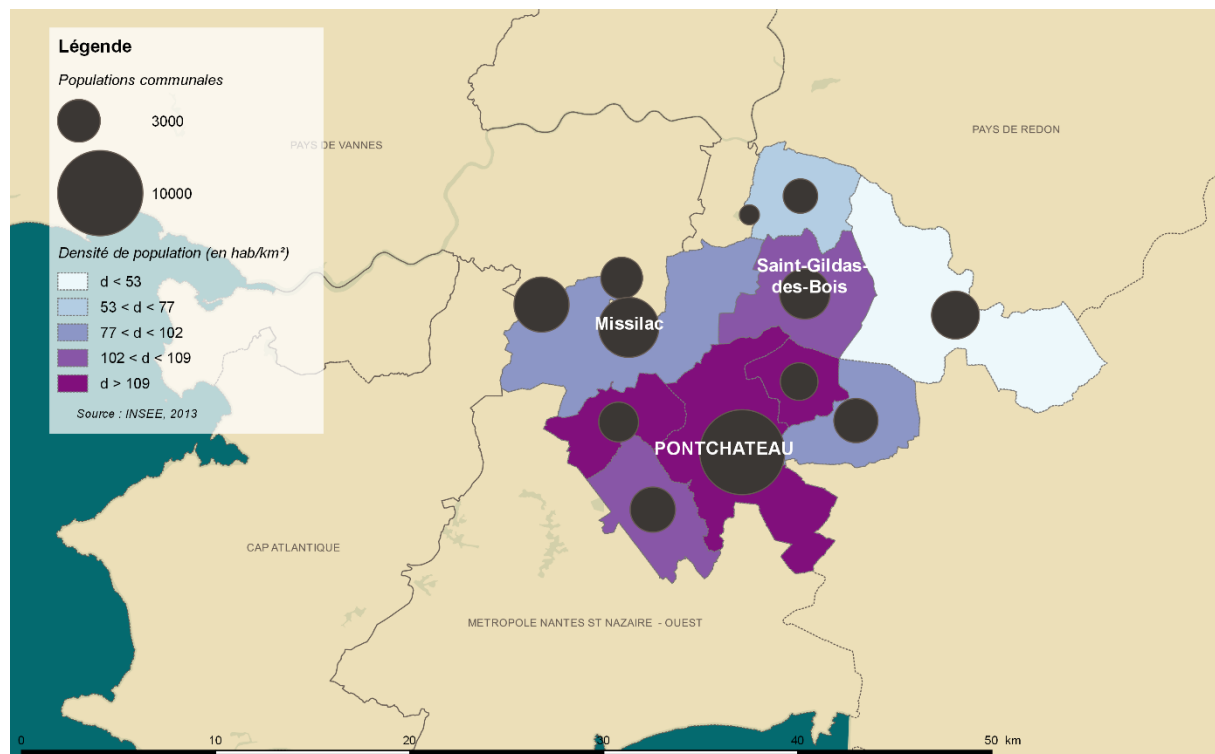 Légende
Populations communales
3000
10000
Densité de population (en hab/km²)
d < 53
53 < d < 77
77 < d < 102
102 < d < 109
d > 109
Source : INSEE, 2013
PAYS DE VANNES
PAYS DE REDON
Saint-Gildas-
des-Bois
Missilac
PONTCHATEAU
CAP ATLANTIQUE
METROPOLE NANTES ST NAZAIRE - OUEST
0 10 20 30 40 50 km